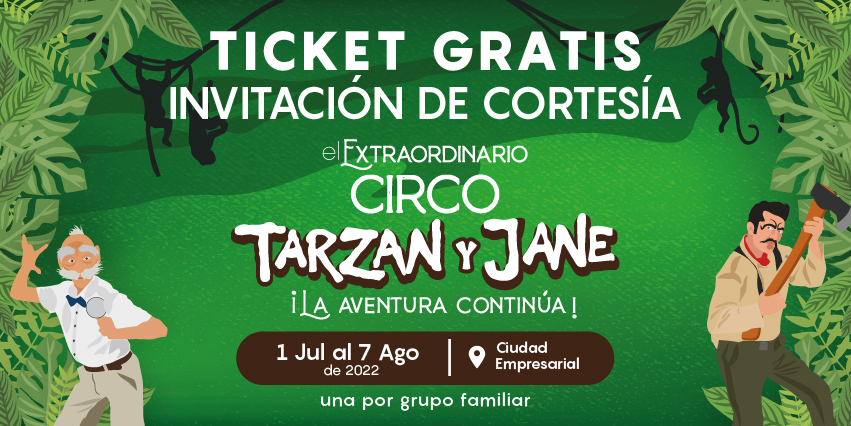 TICKET GRATIS
INVITACIÓN DE CORTESÍA
el EXTRAORDINARIO
CIRCO
TARZAN Y JANE
¡LA AVENTURA CONTINÚA!
1 Jul al 7 Ago
de 2022
Ciudad
Empresarial
una por grupo familiar